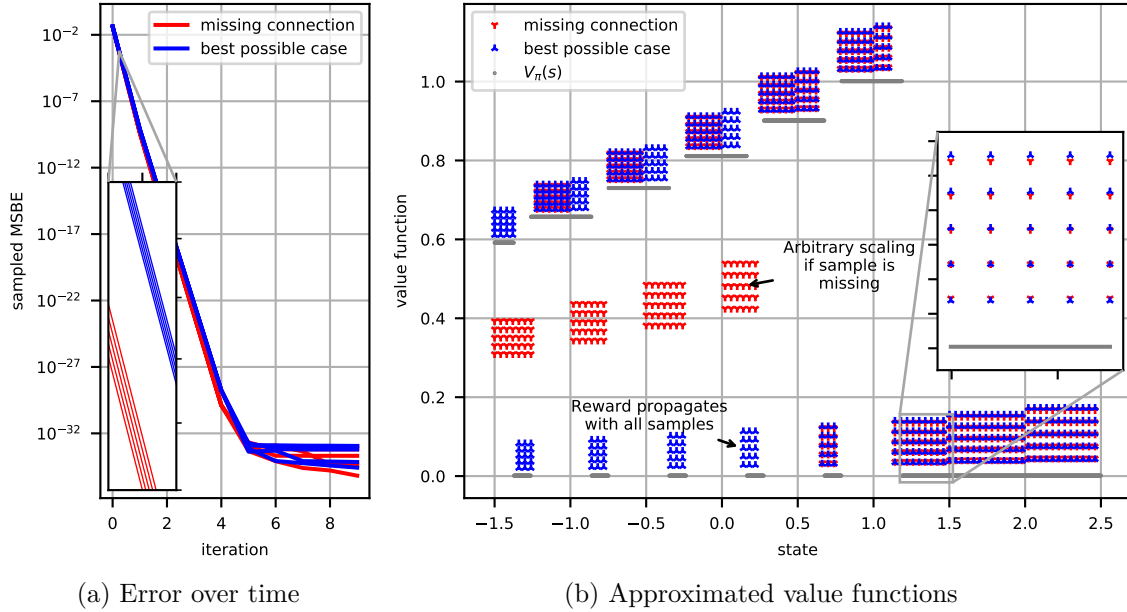 missing connection
best possible case
10⁻²
10⁻⁷
10⁻¹²
10⁻¹⁷
10⁻²²
10⁻²⁷
10⁻³²
sampled MSBE
0 2 4 6 8
iteration
(a) Error over time
missing connection
best possible case
V_π(s)
1.0
0.8
0.6
0.4
0.2
0.0
value function
Arbitrary scaling
if sample is
missing
Reward propagates
with all samples
−1.5 −1.0 −0.5 0.0 0.5 1.0 1.5 2.0 2.5
state
(b) Approximated value functions